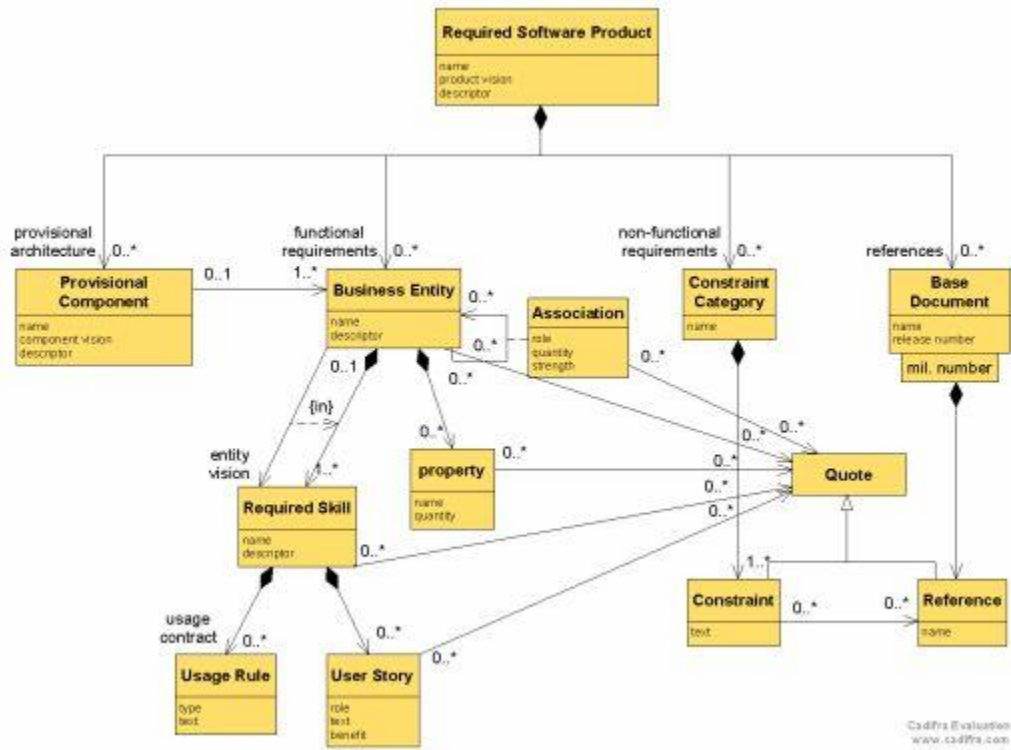 Required Software Product
name
product vision
descriptor
provisional
architecture
0..*
functional
requirements
0..*
non-functional
requirements
0..*
references
0..*
Provisional
Component
name
component vision
descriptor
0..1
1..*
Business Entity
name
descriptor
0..*
0..*
Association
role
quantity
strength
0..*
Constraint
Category
name
Base
Document
name
release number
mil. number
0..1
0..*
{in}
entity
vision
1..*
0..*
property
name
quantity
0..*
0..*
0..*
0..*
0..*
0..*
Quote
Required Skill
name
descriptor
0..*
usage
contract
0..*
0..*
0..*
Usage Rule
type
text
User Story
role
text
benefit
1..*
Constraint
text
0..*
0..*
Reference
name
Cadifra Evaluation
www.cadifra.com